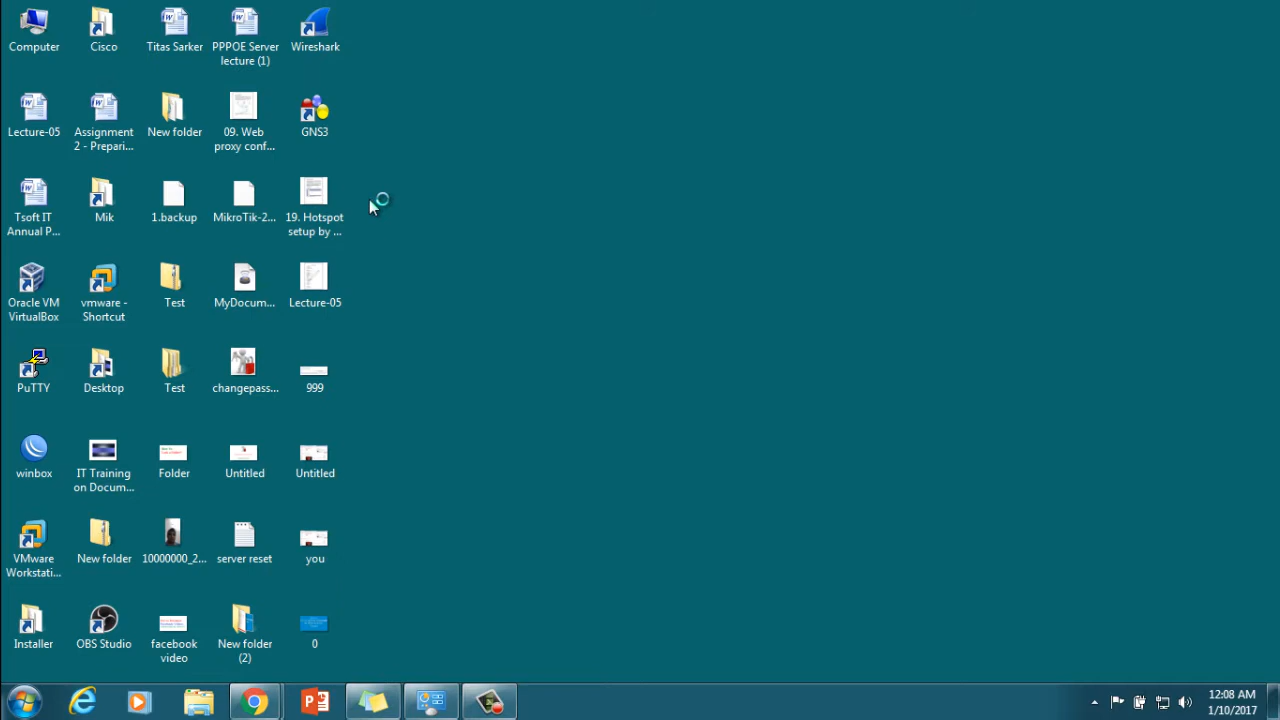 Computer
Cisco
Titas Sarker
PPPOE Server
lecture (1)
Wireshark
Lecture-05
Assignment
2 - Prepari...
New folder
09. Web
proxy conf...
GNS3
Tsoft IT
Annual P...
Mik
1.backup
MikroTik-2...
19. Hotspot
setup by ...
Oracle VM
VirtualBox
vmware -
Shortcut
Test
MyDocum...
Lecture-05
PuTTY
Desktop
Test
changepass...
999
winbox
IT Training
on Docum...
Folder
Untitled
Untitled
VMware
Workstati...
New folder
10000000_2...
server reset
you
Installer
OBS Studio
facebook
video
New folder
(2)
0
12:08 AM
1/10/2017